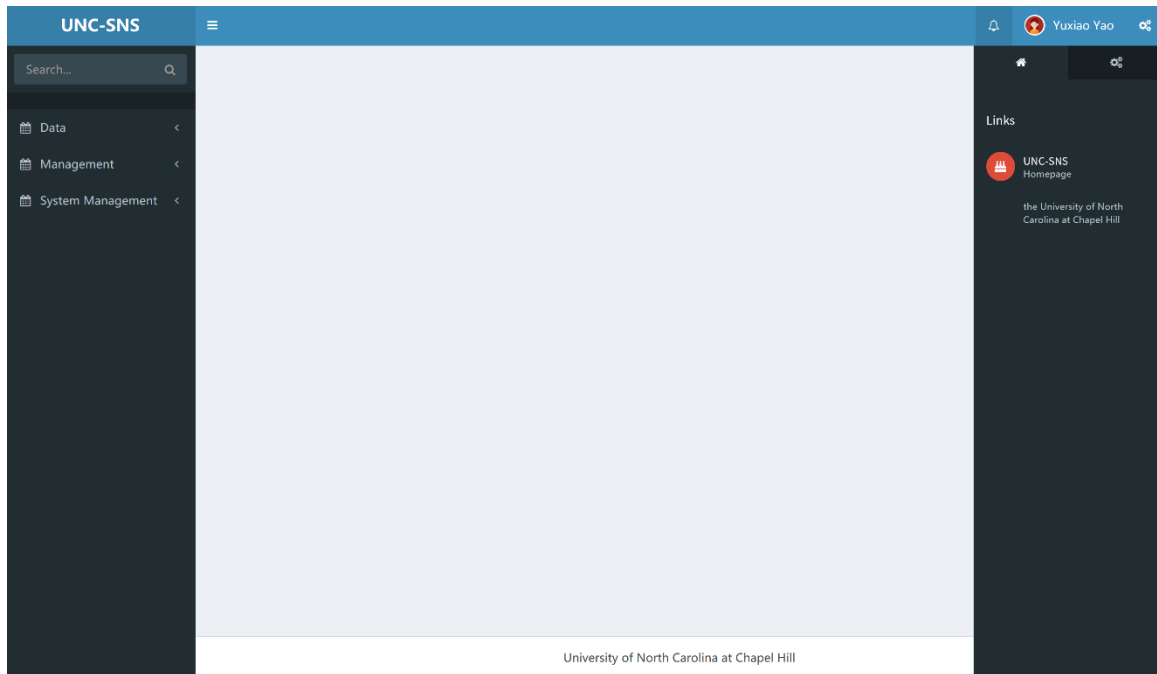 UNC-SNS
Yuxiao Yao
Search...
Data
Management
System Management
Links
UNC-SNS
Homepage
the University of North
Carolina at Chapel Hill
University of North Carolina at Chapel Hill